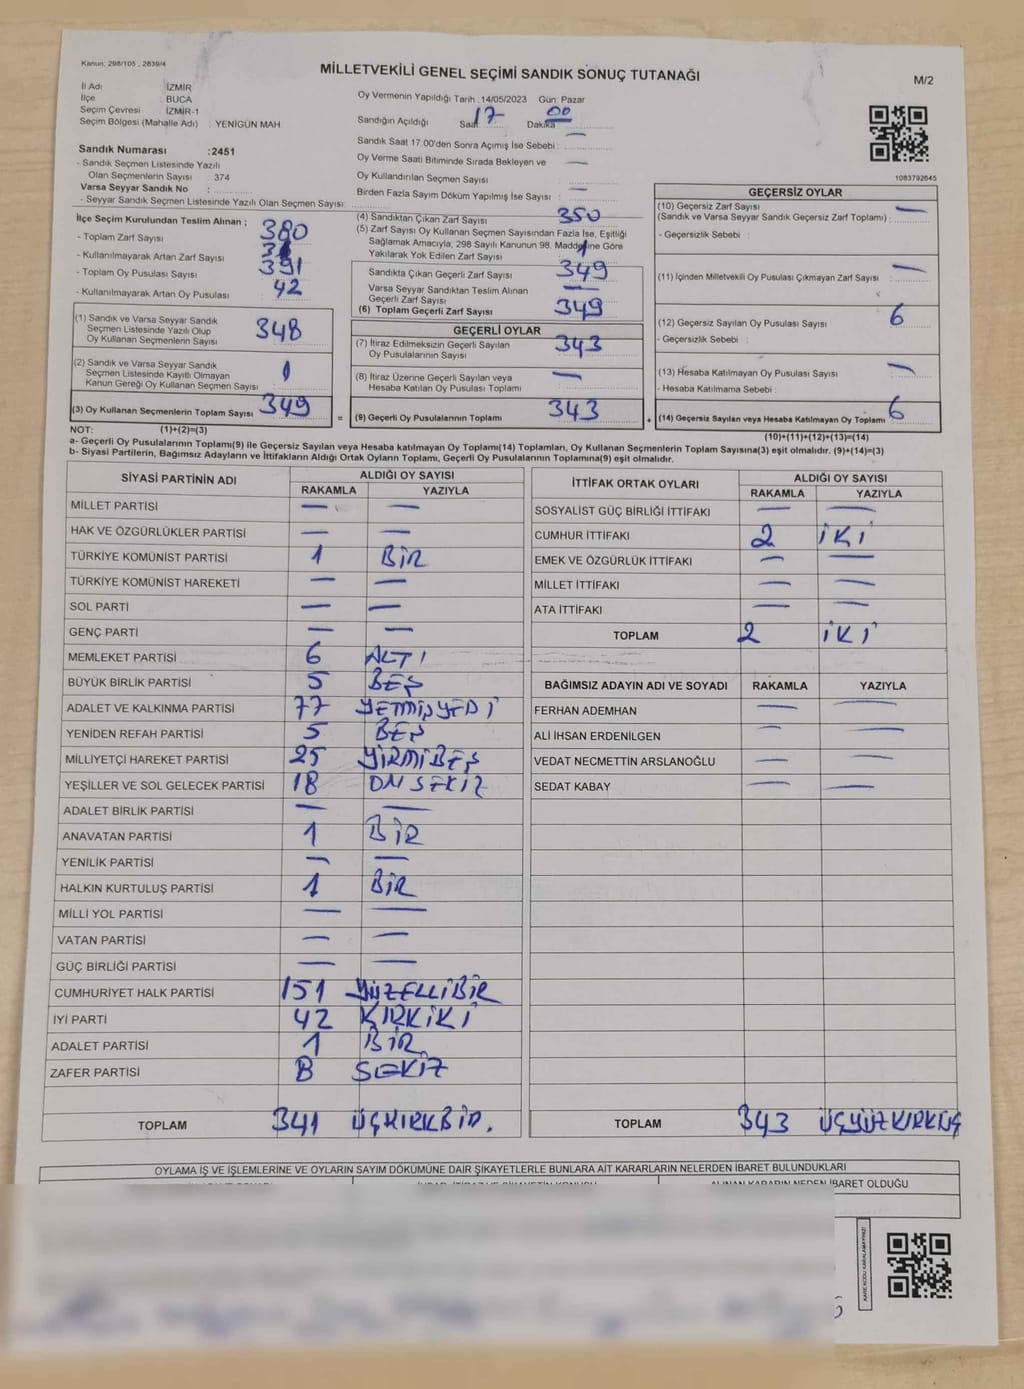 Kanun: 298/105 , 2839/4
MİLLETVEKİLİ GENEL SEÇİMİ SANDIK SONUÇ TUTANAĞI
M/2
İl Adı : İZMİR
İlçe : BUCA
Seçim Çevresi : İZMİR-1
Seçim Bölgesi (Mahalle Adı) : YENİGÜN MAH
Sandık Numarası :2451
- Sandık Seçmen Listesinde Yazılı
Olan Seçmenlerin Sayısı : 374
Varsa Seyyar Sandık No :
- Seyyar Sandık Seçmen Listesinde Yazılı Olan Seçmen Sayısı:
Oy Vermenin Yapıldığı Tarih :14/05/2023 Gün: Pazar
Sandığın Açıldığı Saat 17 Dakika 00
Sandık Saat 17.00'den Sonra Açımış İse Sebebi : —
Oy Verme Saati Bitiminde Sırada Bekleyen ve —
Oy Kullandırılan Seçmen Sayısı
Birden Fazla Sayım Döküm Yapılmış İse Sayısı : —
1083792645
İlçe Seçim Kurulundan Teslim Alınan ;
- Toplam Zarf Sayısı 380
- Kullanılmayarak Artan Zarf Sayısı
- Toplam Oy Pusulası Sayısı 391
- Kullanılmayarak Artan Oy Pusulası 42
(1) Sandık ve Varsa Seyyar Sandık
Seçmen Listesinde Yazılı Olup
Oy Kullanan Seçmenlerin Sayısı 348
(2) Sandık ve Varsa Seyyar Sandık
Seçmen Listesinde Kayıtlı Olmayan
Kanun Gereği Oy Kullanan Seçmen Sayısı : 1
(3) Oy Kullanan Seçmenlerin Toplam Sayısı 349
(1)+(2)=(3)
(4) Sandıktan Çıkan Zarf Sayısı 350
(5) Zarf Sayısı Oy Kullanan Seçmen Sayısından Fazla İse, Eşitliği
Sağlamak Amacıyla, 298 Sayılı Kanunun 98. Maddesine Göre
Yakılarak Yok Edilen Zarf Sayısı 1
Sandıkta Çıkan Geçerli Zarf Sayısı 349
Varsa Seyyar Sandıktan Teslim Alınan
Geçerli Zarf Sayısı —
(6) Toplam Geçerli Zarf Sayısı 349
GEÇERLİ OYLAR
(7) İtiraz Edilmeksizin Geçerli Sayılan
Oy Pusulalarının Sayısı 343
(8) İtiraz Üzerine Geçerli Sayılan veya
Hesaba Katılan Oy Pusulası Toplamı —
= (9) Geçerli Oy Pusulalarının Toplamı 343
GEÇERSİZ OYLAR
(10) Geçersiz Zarf Sayısı —
(Sandık ve Varsa Seyyar Sandık Geçersiz Zarf Toplamı) :
- Geçersizlik Sebebi :
(11) İçinden Milletvekili Oy Pusulası Çıkmayan Zarf Sayısı —
(12) Geçersiz Sayılan Oy Pusulası Sayısı 6
- Geçersizlik Sebebi :
(13) Hesaba Katılmayan Oy Pusulası Sayısı —
- Hesaba Katılmama Sebebi :
+ (14) Geçersiz Sayılan veya Hesaba Katılmayan Oy Toplamı 6
(10)+(11)+(12)+(13)=(14)
NOT:
a- Geçerli Oy Pusulalarının Toplamı(9) ile Geçersiz Sayılan veya Hesaba katılmayan Oy Toplamı(14) Toplamları, Oy Kullanan Seçmenlerin Toplam Sayısına(3) eşit olmalıdır. (9)+(14)=(3)
b- Siyasi Partilerin, Bağımsız Adayların ve İttifakların Aldığı Ortak Oyların Toplamı, Geçerli Oy Pusulalarının Toplamına(9) eşit olmalıdır.
SİYASİ PARTİNİN ADI ALDIĞI OY SAYISI
RAKAMLA YAZIYLA
MİLLET PARTİSİ — —
HAK VE ÖZGÜRLÜKLER PARTİSİ — —
TÜRKİYE KOMÜNİST PARTİSİ 1 BİR
TÜRKİYE KOMÜNİST HAREKETİ — —
SOL PARTİ — —
GENÇ PARTİ — —
MEMLEKET PARTİSİ 6 ALTI
BÜYÜK BİRLİK PARTİSİ 5 BEŞ
ADALET VE KALKINMA PARTİSİ 77 YETMİŞYEDİ
YENİDEN REFAH PARTİSİ 5 BEŞ
MİLLİYETÇİ HAREKET PARTİSİ 25 YİRMİBEŞ
YEŞİLLER VE SOL GELECEK PARTİSİ 18 ONSEKİZ
ADALET BİRLİK PARTİSİ — —
ANAVATAN PARTİSİ 1 BİR
YENİLİK PARTİSİ — —
HALKIN KURTULUŞ PARTİSİ 1 BİR
MİLLİ YOL PARTİSİ — —
VATAN PARTİSİ — —
GÜÇ BİRLİĞİ PARTİSİ — —
CUMHURİYET HALK PARTİSİ 151 YÜZELLİBİR
İYİ PARTİ 42 KIRKİKİ
ADALET PARTİSİ 1 BİR
ZAFER PARTİSİ 8 SEKİZ
TOPLAM 341
İTTİFAK ORTAK OYLARI ALDIĞI OY SAYISI
RAKAMLA YAZIYLA
SOSYALİST GÜÇ BİRLİĞİ İTTİFAKI — —
CUMHUR İTTİFAKI 2 İKİ
EMEK VE ÖZGÜRLÜK İTTİFAKI — —
MİLLET İTTİFAKI — —
ATA İTTİFAKI — —
TOPLAM 2 İKİ
BAĞIMSIZ ADAYIN ADI VE SOYADI RAKAMLA YAZIYLA
FERHAN ADEMHAN — —
ALİ İHSAN ERDENİLGEN — —
VEDAT NECMETTİN ARSLANOĞLU — —
SEDAT KABAY — —
TOPLAM 343 ÜÇYÜZKIRKÜÇ
OYLAMA İŞ VE İŞLEMLERİNE VE OYLARIN SAYIM DÖKÜMÜNE DAİR ŞİKAYETLERLE BUNLARA AİT KARARLARIN NELERDEN İBARET BULUNDUKLARI
ALINAN KARARIN NEDEN İBARET OLDUĞU
KARE KODU KARALAMAYINIZ!